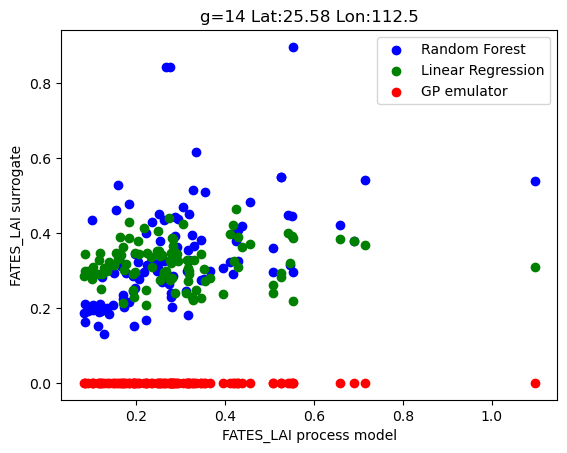 g=14 Lat:25.58 Lon:112.5
Random Forest
Linear Regression
GP emulator
FATES_LAI surrogate
0.8
0.6
0.4
0.2
0.0
0.2 0.4 0.6 0.8 1.0
FATES_LAI process model